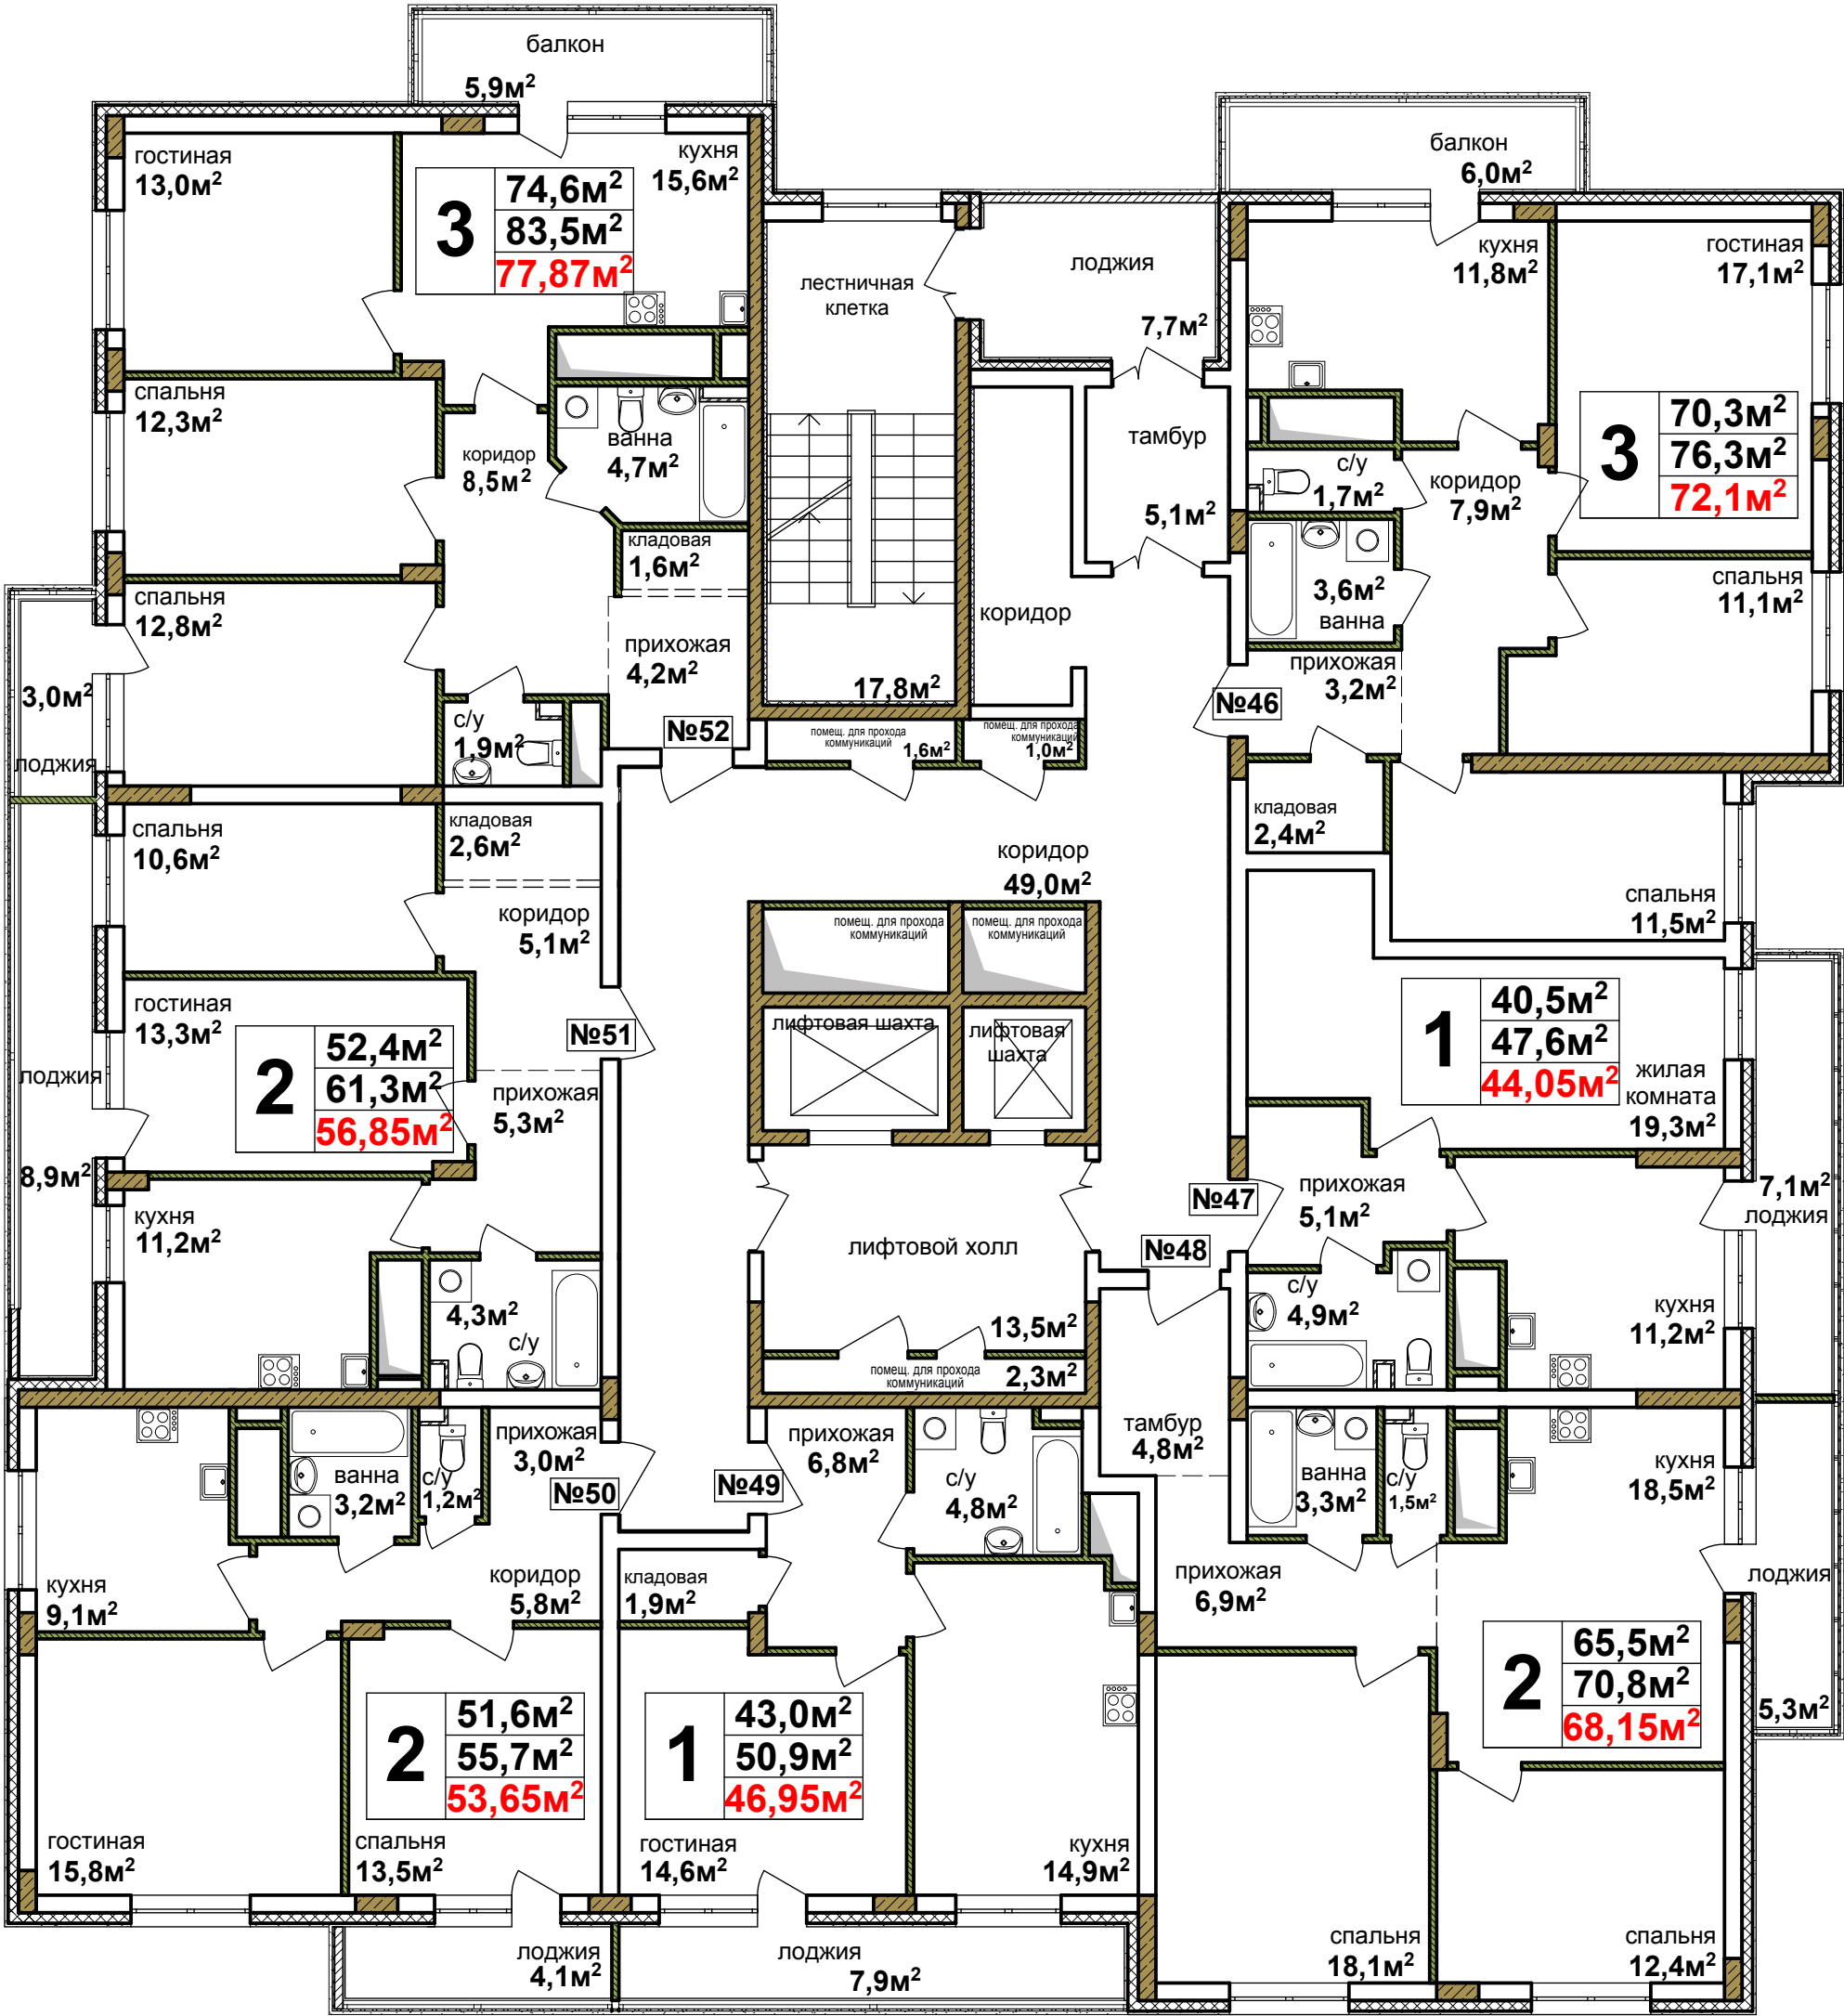 балкон
5,9м²
гостиная
13,0м²
кухня
15,6м²
3
74,6м²
83,5м²
77,87м²
спальня
12,3м²
коридор
8,5м²
ванна
4,7м²
кладовая
1,6м²
спальня
12,8м²
прихожая
4,2м²
3,0м²
лоджия
с/у
1,9м²
№52
лестничная
клетка
17,8м²
лоджия
7,7м²
тамбур
5,1м²
коридор
помещ. для прохода
коммуникаций
1,6м²
помещ. для прохода
коммуникаций
1,0м²
балкон
6,0м²
кухня
11,8м²
гостиная
17,1м²
3
70,3м²
76,3м²
72,1м²
с/у
1,7м²
коридор
7,9м²
3,6м²
ванна
спальня
11,1м²
прихожая
3,2м²
№46
кладовая
2,4м²
спальня
11,5м²
спальня
10,6м²
кладовая
2,6м²
коридор
5,1м²
гостиная
13,3м²
2
52,4м²
61,3м²
56,85м²
№51
прихожая
5,3м²
лоджия
8,9м²
кухня
11,2м²
4,3м²
с/у
коридор
49,0м²
помещ. для прохода
коммуникаций
помещ. для прохода
коммуникаций
лифтовая шахта
лифтовая
шахта
лифтовой холл
13,5м²
помещ. для прохода
коммуникаций
2,3м²
1
40,5м²
47,6м²
44,05м²
жилая
комната
19,3м²
№47
прихожая
5,1м²
7,1м²
лоджия
№48
с/у
4,9м²
кухня
11,2м²
прихожая
3,0м²
ванна
3,2м²
с/у
1,2м²
№50
кухня
9,1м²
коридор
5,8м²
2
51,6м²
55,7м²
53,65м²
гостиная
15,8м²
спальня
13,5м²
лоджия
4,1м²
№49
прихожая
6,8м²
с/у
4,8м²
кладовая
1,9м²
1
43,0м²
50,9м²
46,95м²
гостиная
14,6м²
кухня
14,9м²
лоджия
7,9м²
тамбур
4,8м²
ванна
3,3м²
с/у
1,5м²
кухня
18,5м²
прихожая
6,9м²
лоджия
5,3м²
2
65,5м²
70,8м²
68,15м²
спальня
18,1м²
спальня
12,4м²